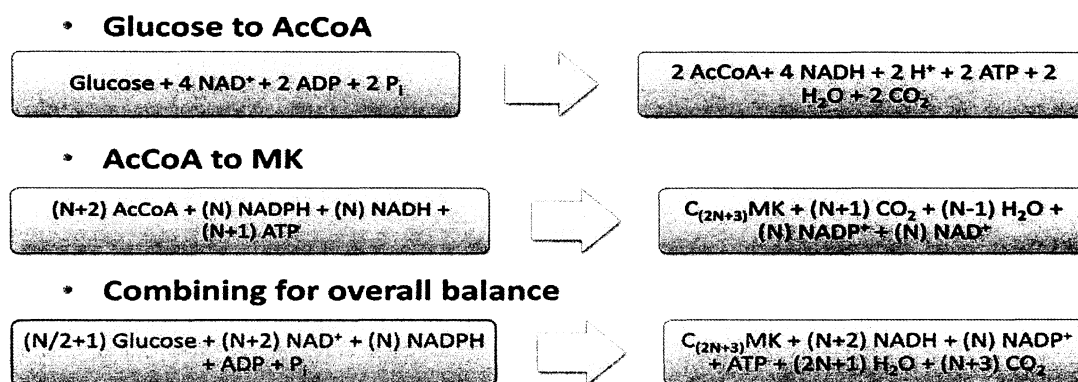 • Glucose to AcCoA
Glucose + 4 NAD⁺ + 2 ADP + 2 Pᵢ
2 AcCoA+ 4 NADH + 2 H⁺ + 2 ATP + 2
H₂O + 2 CO₂
• AcCoA to MK
(N+2) AcCoA + (N) NADPH + (N) NADH +
(N+1) ATP
C₍₂N₊₃₎MK + (N+1) CO₂ + (N-1) H₂O +
(N) NADP⁺ + (N) NAD⁺
• Combining for overall balance
(N/2+1) Glucose + (N+2) NAD⁺ + (N) NADPH
+ ADP + Pᵢ
C₍₂N₊₃₎MK + (N+2) NADH + (N) NADP⁺
+ ATP + (2N+1) H₂O + (N+3) CO₂